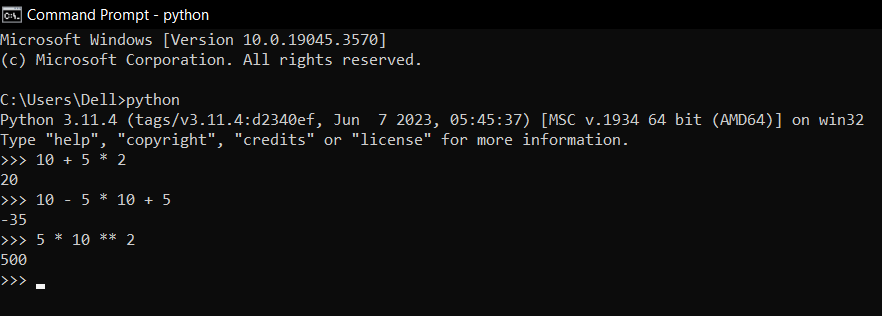 Command Prompt - python
Microsoft Windows [Version 10.0.19045.3570]
(c) Microsoft Corporation. All rights reserved.
C:\Users\Dell>python
Python 3.11.4 (tags/v3.11.4:d2340ef, Jun  7 2023, 05:45:37) [MSC v.1934 64 bit (AMD64)] on win32
Type "help", "copyright", "credits" or "license" for more information.
>>> 10 + 5 * 2
20
>>> 10 - 5 * 10 + 5
-35
>>> 5 * 10 ** 2
500
>>>